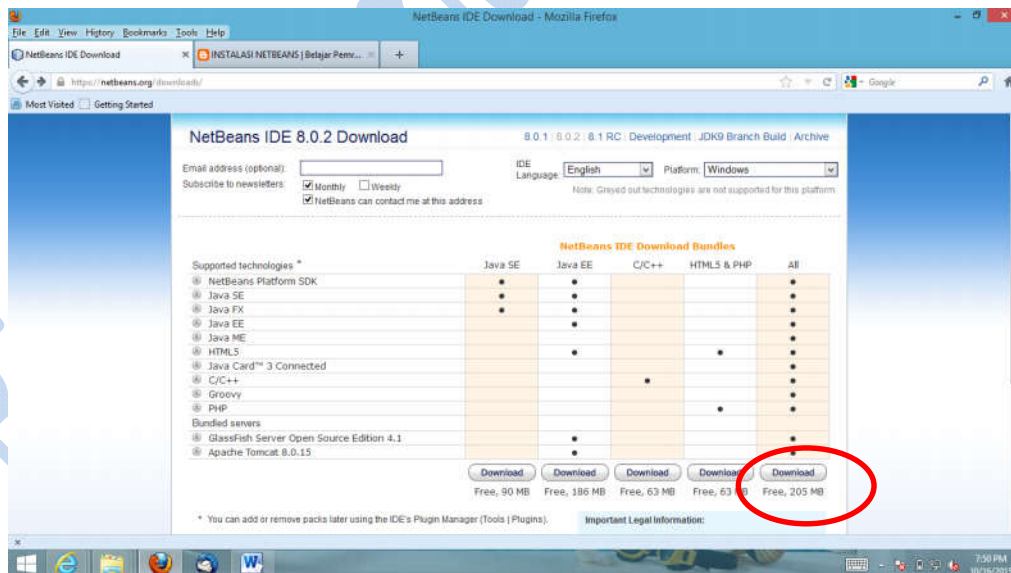 NetBeans IDE Download - Mozilla Firefox
File Edit View History Bookmarks Tools Help
NetBeans IDE Download INSTALASI NETBEANS | Belajar Pemr...
https://netbeans.org/downloads/ Google
Most Visited Getting Started
NetBeans IDE 8.0.2 Download 8.0.1 | 8.0.2 | 8.1 RC | Development | JDK9 Branch Build | Archive
Email address (optional): IDE Language: English Platform: Windows
Subscribe to newsletters: Monthly Weekly Note: Greyed out technologies are not supported for this platform.
NetBeans can contact me at this address
NetBeans IDE Download Bundles
Supported technologies * Java SE Java EE C/C++ HTML5 & PHP All
NetBeans Platform SDK • • •
Java SE • • •
Java FX • • •
Java EE • •
Java ME •
HTML5 • • •
Java Card™ 3 Connected •
C/C++ • •
Groovy •
PHP • •
Bundled servers
GlassFish Server Open Source Edition 4.1 • •
Apache Tomcat 8.0.15 • •
Download Download Download Download Download
Free, 90 MB Free, 186 MB Free, 63 MB Free, 63 MB Free, 205 MB
* You can add or remove packs later using the IDE's Plugin Manager (Tools | Plugins). Important Legal Information:
7:50 PM